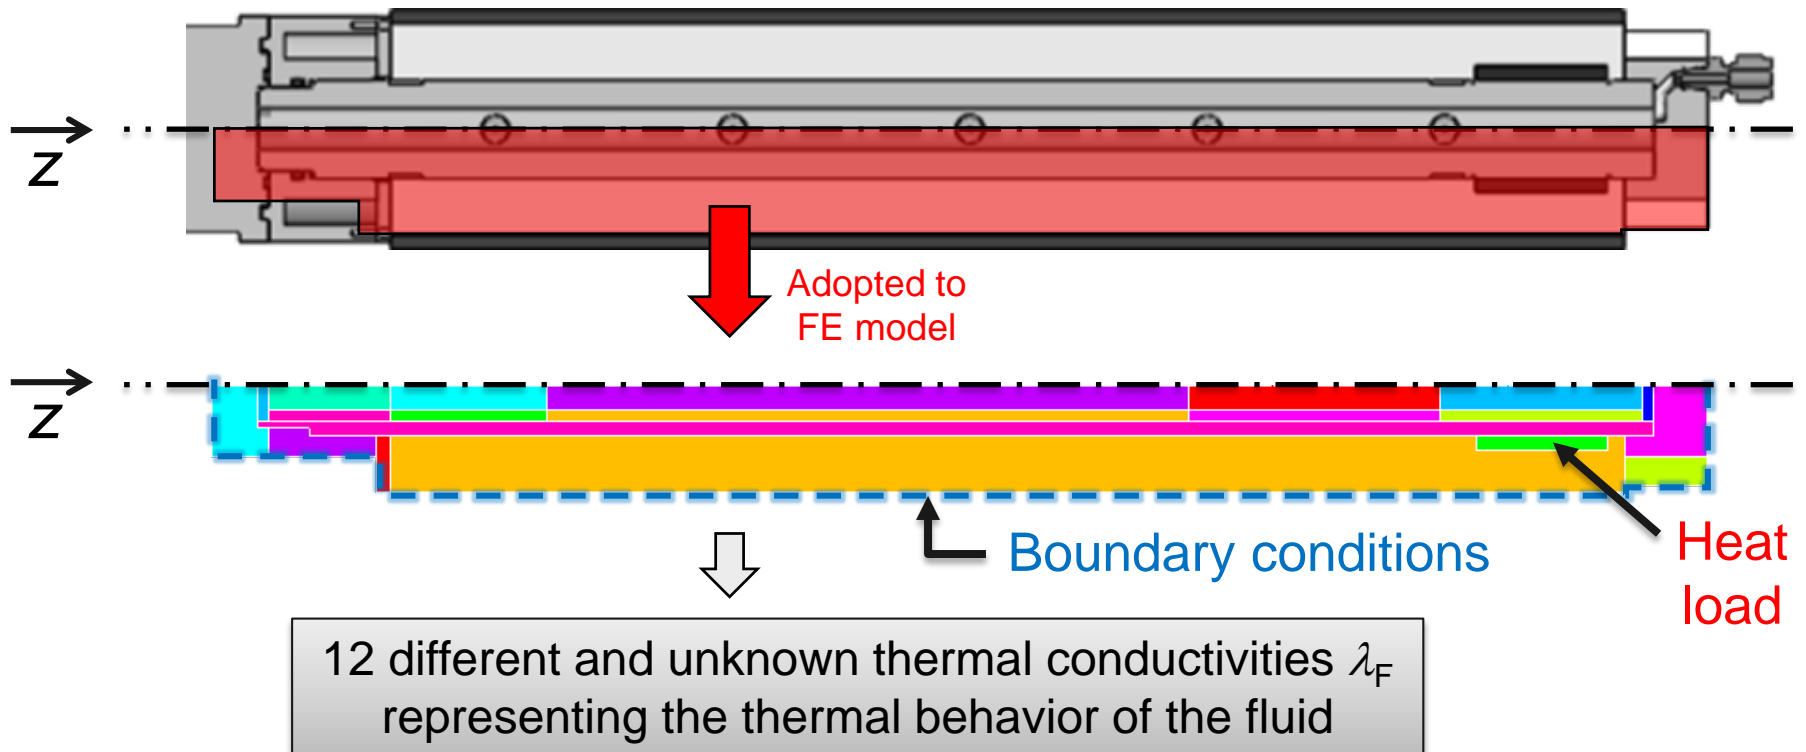 z
Adopted to
FE model
z
Boundary conditions
Heat
load
12 different and unknown thermal conductivities λF
representing the thermal behavior of the fluid